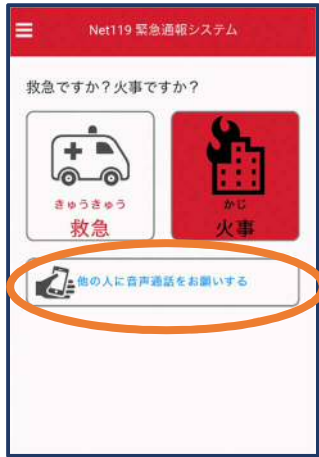 Net119 緊急通報システム
救急ですか？火事ですか？
きゅうきゅう
救急
かじ
火事
他の人に音声通話をお願いする